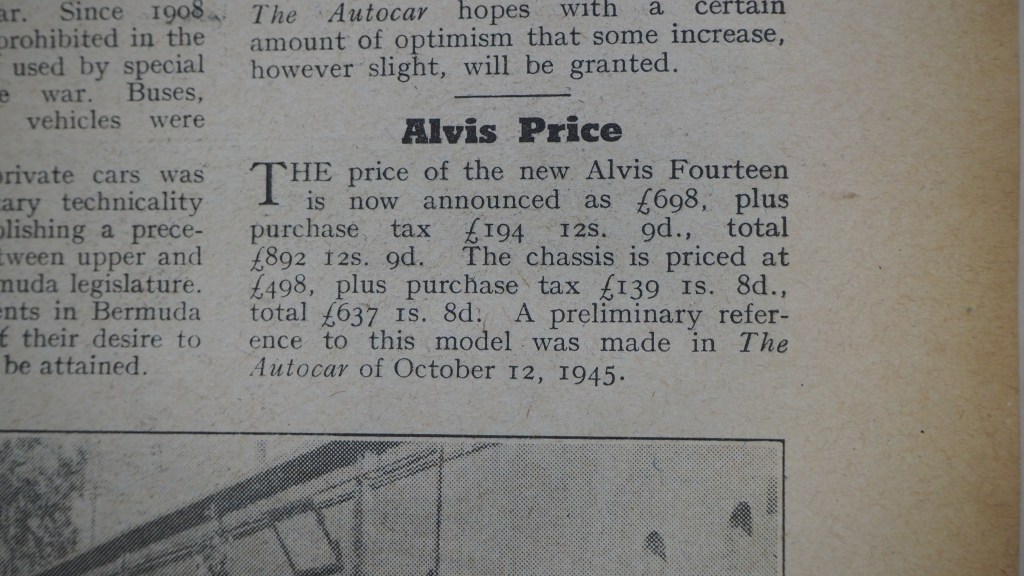 ar. Since 1908
prohibited in the
used by special
e war. Buses,
vehicles were
private cars was
ary technicality
blishing a prece-
tween upper and
muda legislature.
ents in Bermuda
f their desire to
be attained.
The Autocar hopes with a certain
amount of optimism that some increase,
however slight, will be granted.
Alvis Price
THE price of the new Alvis Fourteen
is now announced as £698, plus
purchase tax £194 12s. 9d., total
£892 12s. 9d. The chassis is priced at
£498, plus purchase tax £139 1s. 8d.,
total £637 1s. 8d. A preliminary refer-
ence to this model was made in The
Autocar of October 12, 1945.